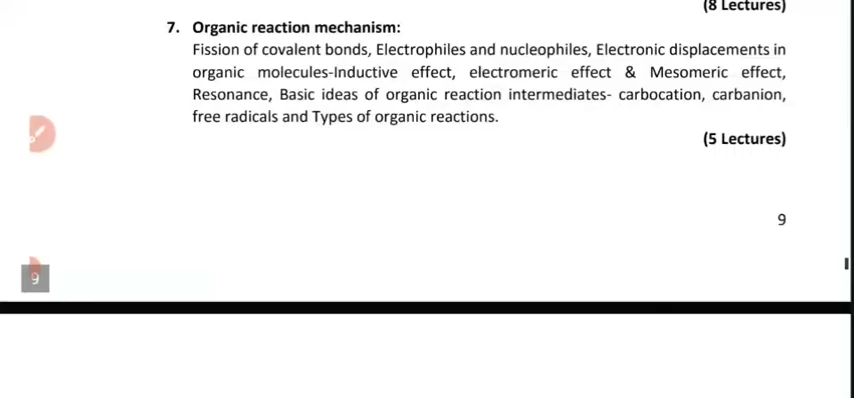 (8 Lectures)
7. Organic reaction mechanism:
Fission of covalent bonds, Electrophiles and nucleophiles, Electronic displacements in
organic molecules-Inductive effect, electromeric effect & Mesomeric effect,
Resonance, Basic ideas of organic reaction intermediates- carbocation, carbanion,
free radicals and Types of organic reactions.
(5 Lectures)
9
9